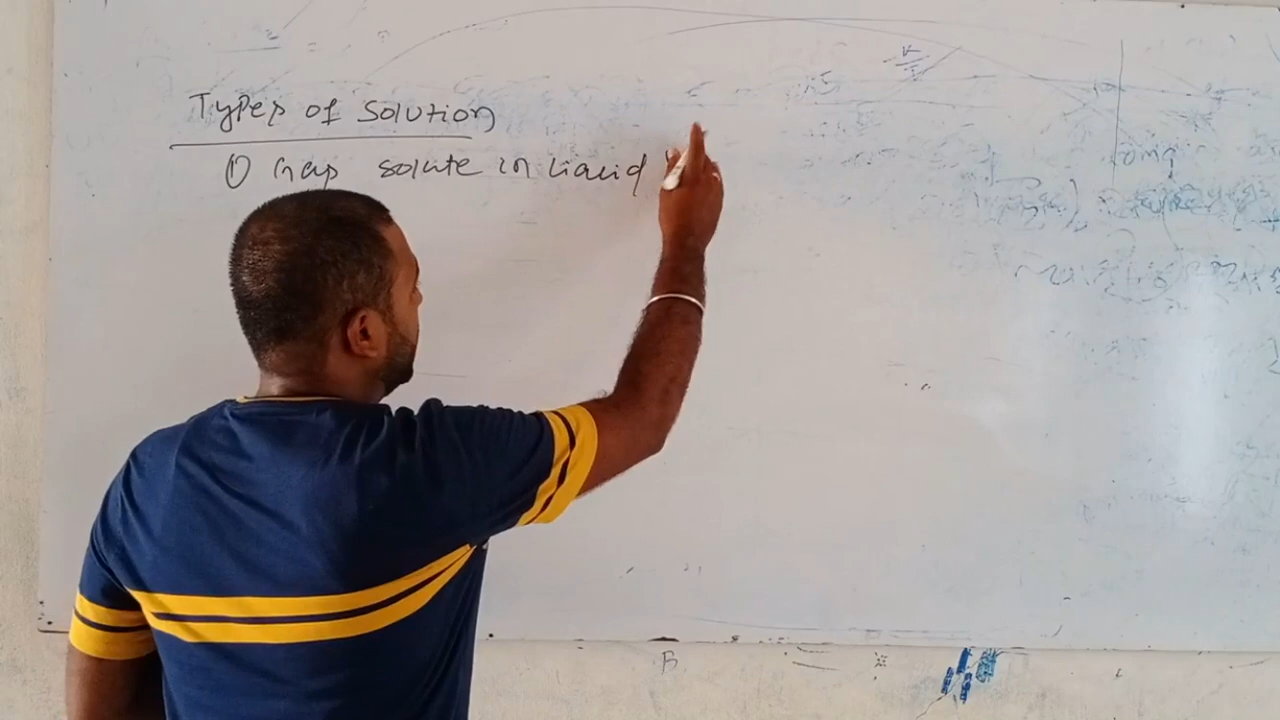 Types of Solution
① Gas solute in liquid